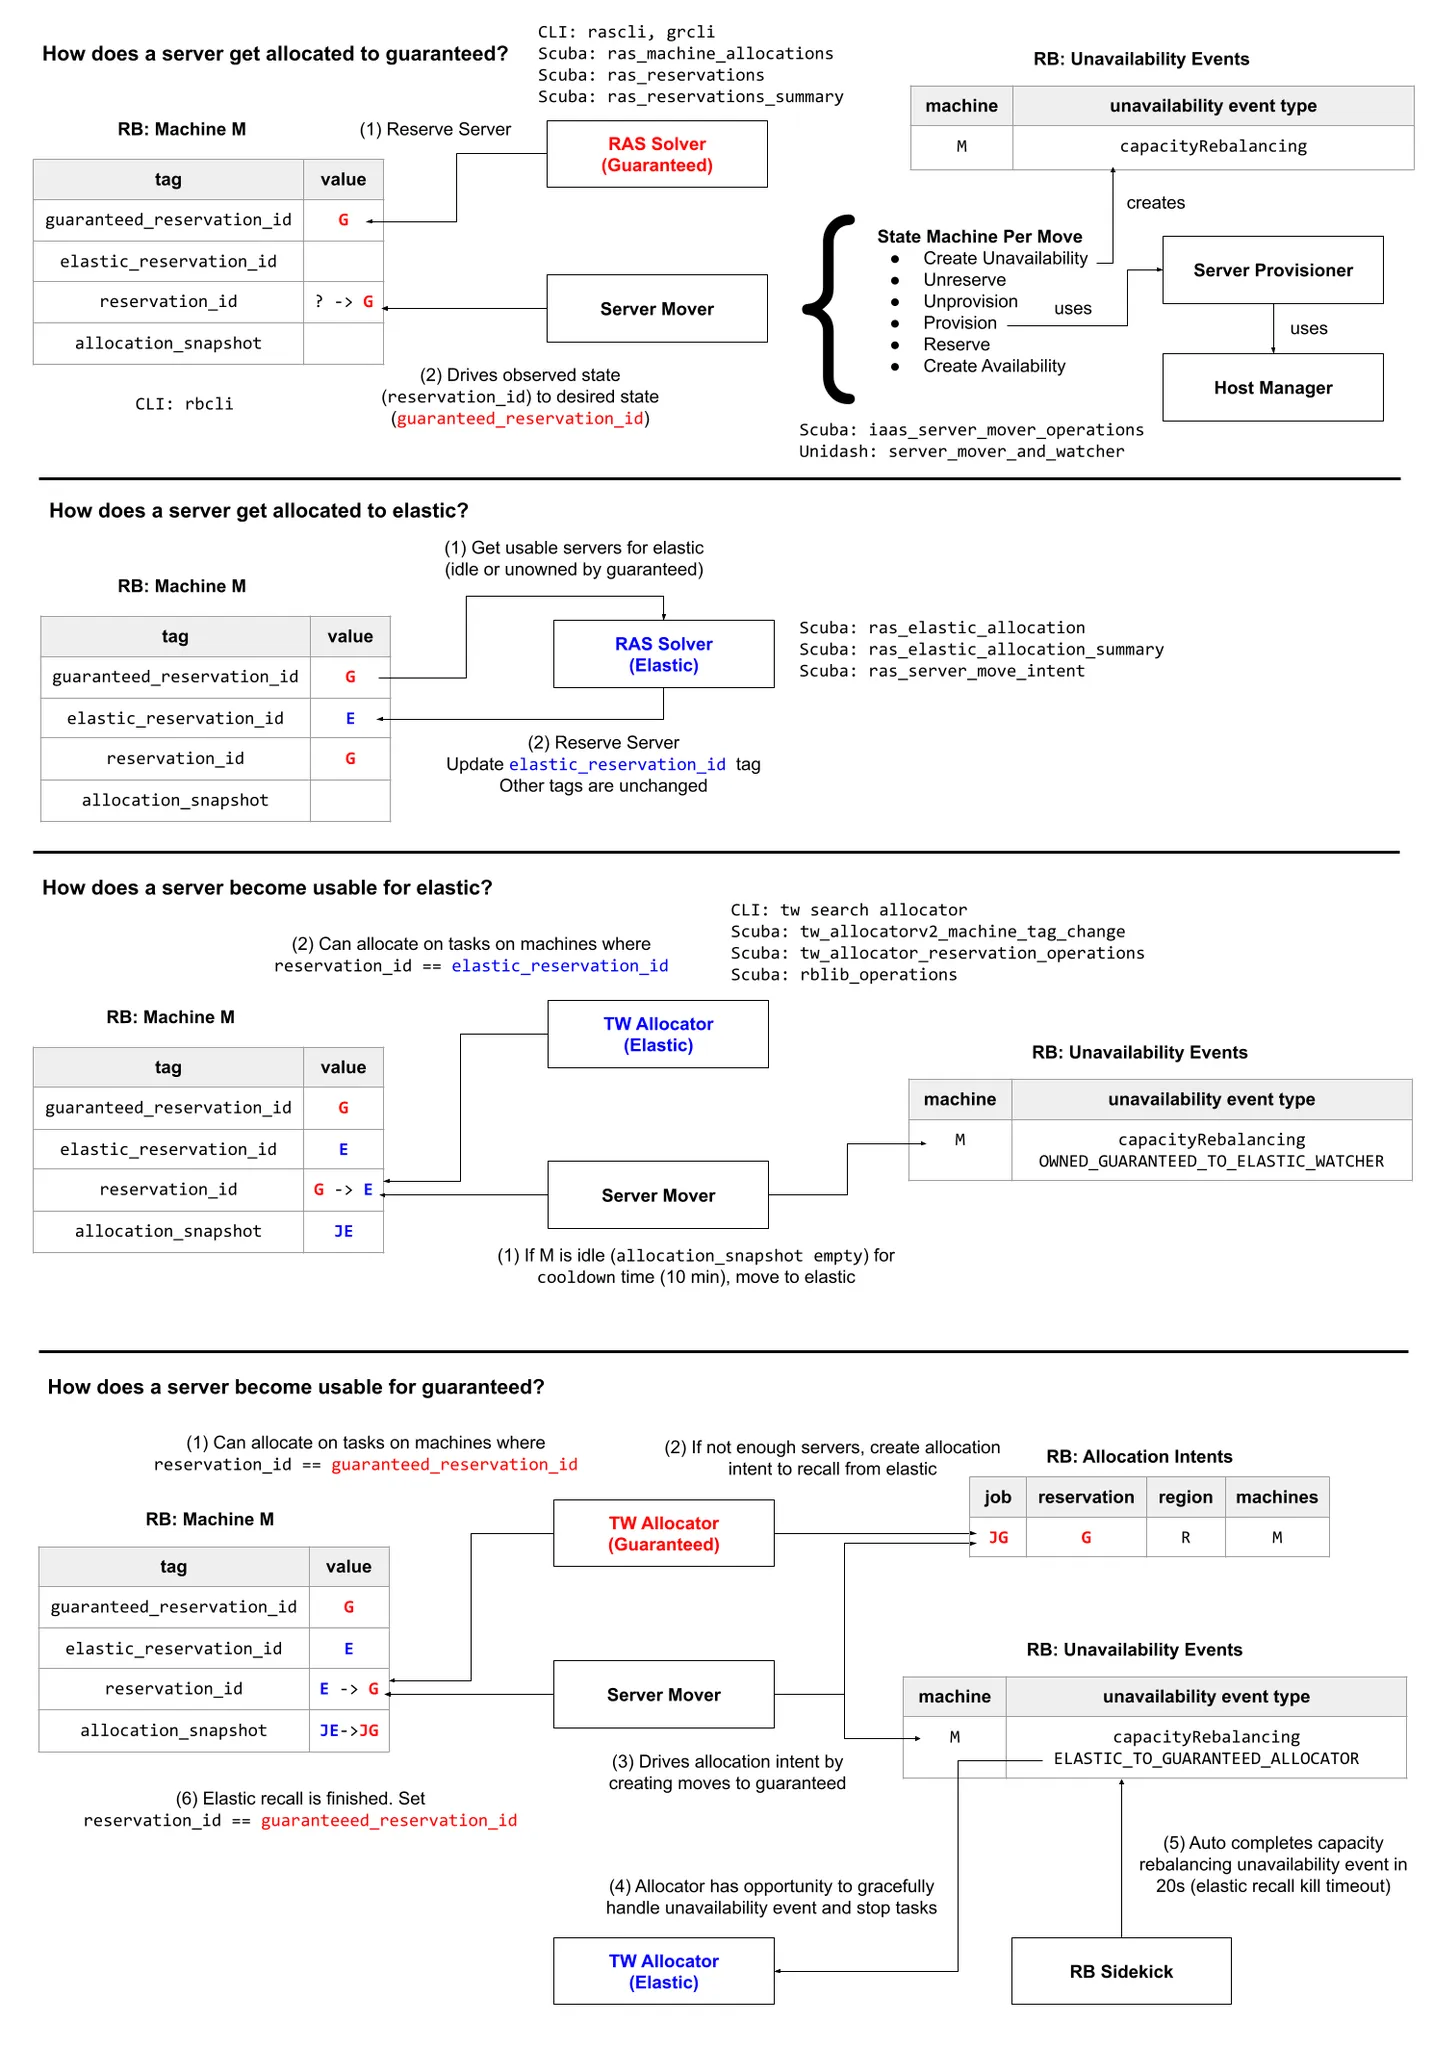 How does a server get allocated to guaranteed?
CLI: rascli, grcli
Scuba: ras_machine_allocations
Scuba: ras_reservations
Scuba: ras_reservations_summary
RB: Machine M
tag value
guaranteed_reservation_id G
elastic_reservation_id
reservation_id ? -> G
allocation_snapshot
CLI: rbcli
(1) Reserve Server
RAS Solver
(Guaranteed)
Server Mover
(2) Drives observed state
(reservation_id) to desired state
(guaranteed_reservation_id)
RB: Unavailability Events
machine unavailability event type
M capacityRebalancing
creates
State Machine Per Move
● Create Unavailability
● Unreserve
● Unprovision
● Provision
● Reserve
● Create Availability
uses
Server Provisioner
uses
Host Manager
Scuba: iaas_server_mover_operations
Unidash: server_mover_and_watcher
How does a server get allocated to elastic?
(1) Get usable servers for elastic
(idle or unowned by guaranteed)
RB: Machine M
tag value
guaranteed_reservation_id G
elastic_reservation_id E
reservation_id G
allocation_snapshot
RAS Solver
(Elastic)
Scuba: ras_elastic_allocation
Scuba: ras_elastic_allocation_summary
Scuba: ras_server_move_intent
(2) Reserve Server
Update elastic_reservation_id tag
Other tags are unchanged
How does a server become usable for elastic?
CLI: tw search allocator
Scuba: tw_allocatorv2_machine_tag_change
Scuba: tw_allocator_reservation_operations
Scuba: rblib_operations
(2) Can allocate on tasks on machines where
reservation_id == elastic_reservation_id
RB: Machine M
tag value
guaranteed_reservation_id G
elastic_reservation_id E
reservation_id G -> E
allocation_snapshot JE
TW Allocator
(Elastic)
Server Mover
(1) If M is idle (allocation_snapshot empty) for
cooldown time (10 min), move to elastic
RB: Unavailability Events
machine unavailability event type
M capacityRebalancing
OWNED_GUARANTEED_TO_ELASTIC_WATCHER
How does a server become usable for guaranteed?
(1) Can allocate on tasks on machines where
reservation_id == guaranteed_reservation_id
(2) If not enough servers, create allocation
intent to recall from elastic
RB: Allocation Intents
job reservation region machines
JG G R M
RB: Machine M
tag value
guaranteed_reservation_id G
elastic_reservation_id E
reservation_id E -> G
allocation_snapshot JE->JG
TW Allocator
(Guaranteed)
Server Mover
(3) Drives allocation intent by
creating moves to guaranteed
RB: Unavailability Events
machine unavailability event type
M capacityRebalancing
ELASTIC_TO_GUARANTEED_ALLOCATOR
(6) Elastic recall is finished. Set
reservation_id == guaranteeed_reservation_id
(4) Allocator has opportunity to gracefully
handle unavailability event and stop tasks
TW Allocator
(Elastic)
(5) Auto completes capacity
rebalancing unavailability event in
20s (elastic recall kill timeout)
RB Sidekick